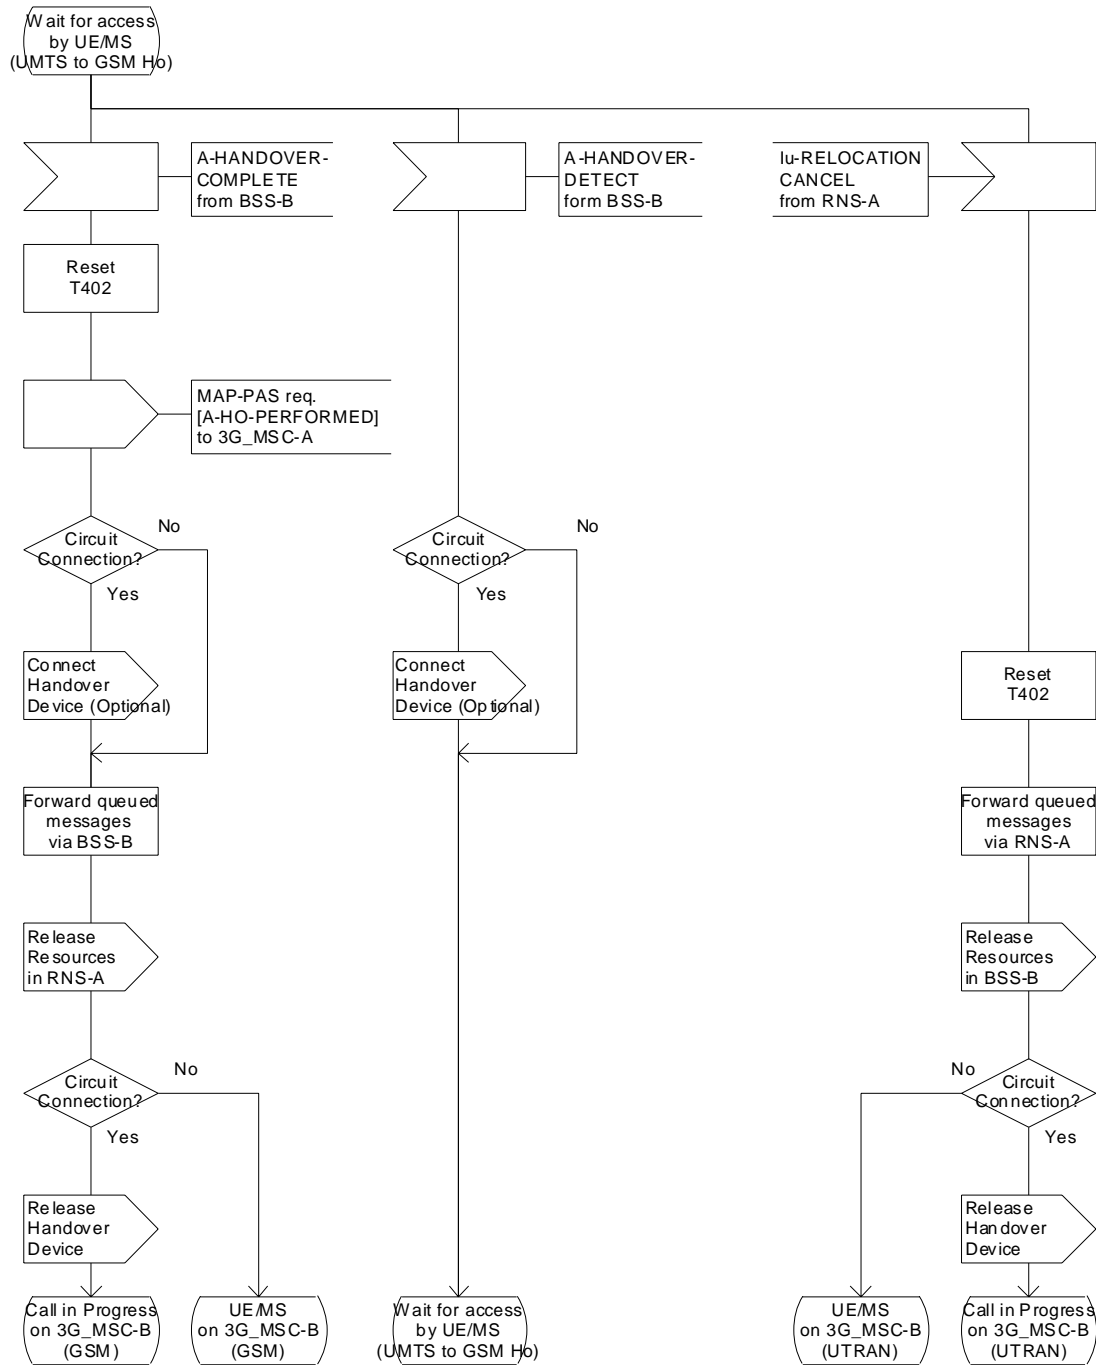 Wait for access
by UE/MS
(UMTS to GSM Ho)
A-HANDOVER-
COMPLETE
from BSS-B
A-HANDOVER-
DETECT
form BSS-B
Iu-RELOCATION
CANCEL
from RNS-A
Reset
T402
MAP-PAS req.
[A-HO-PERFORMED]
to 3G_MSC-A
Circuit
Connection?
No
Yes
Circuit
Connection?
No
Yes
Connect
Handover
Device (Optional)
Connect
Handover
Device (Optional)
Reset
T402
Forward queued
messages
via BSS-B
Forward queued
messages
via RNS-A
Release
Resources
in RNS-A
Release
Resources
in BSS-B
Circuit
Connection?
No
Yes
No
Circuit
Connection?
Yes
Release
Handover
Device
Release
Handover
Device
Call in Progress
on 3G_MSC-B
(GSM)
UE/MS
on 3G_MSC-B
(GSM)
Wait for access
by UE/MS
(UMTS to GSM Ho)
UE/MS
on 3G_MSC-B
(UTRAN)
Call in Progress
on 3G_MSC-B
(UTRAN)